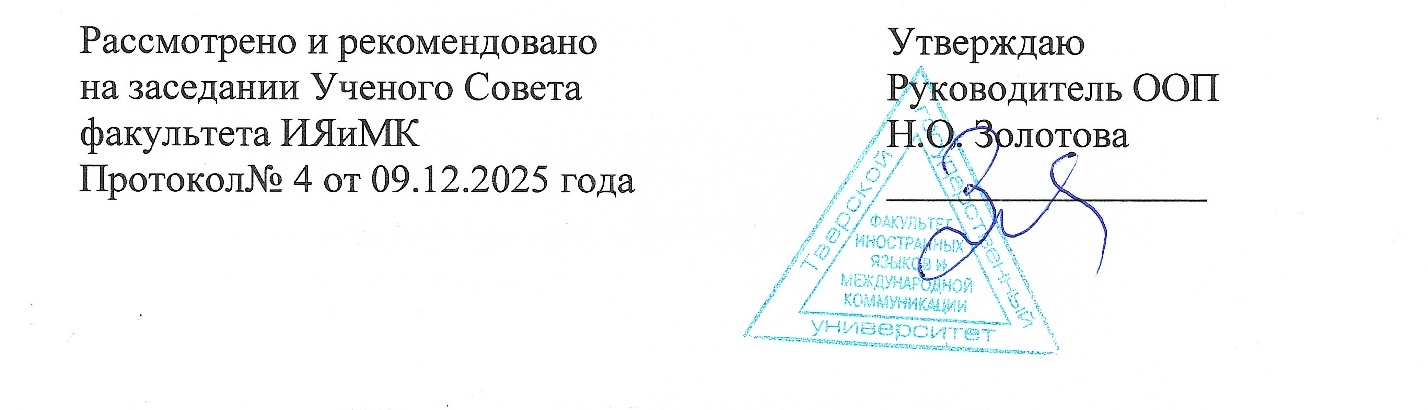 Рассмотрено и рекомендовано
на заседании Ученого Совета
факультета ИЯиМК
Протокол№ 4 от 09.12.2025 года
Утверждаю
Руководитель ООП
Н.О. Золотова
Тверской
государственный
университет
ФАКУЛЬТЕТ
ИНОСТРАННЫХ
ЯЗЫКОВ И
МЕЖДУНАРОДНОЙ
КОММУНИКАЦИИ